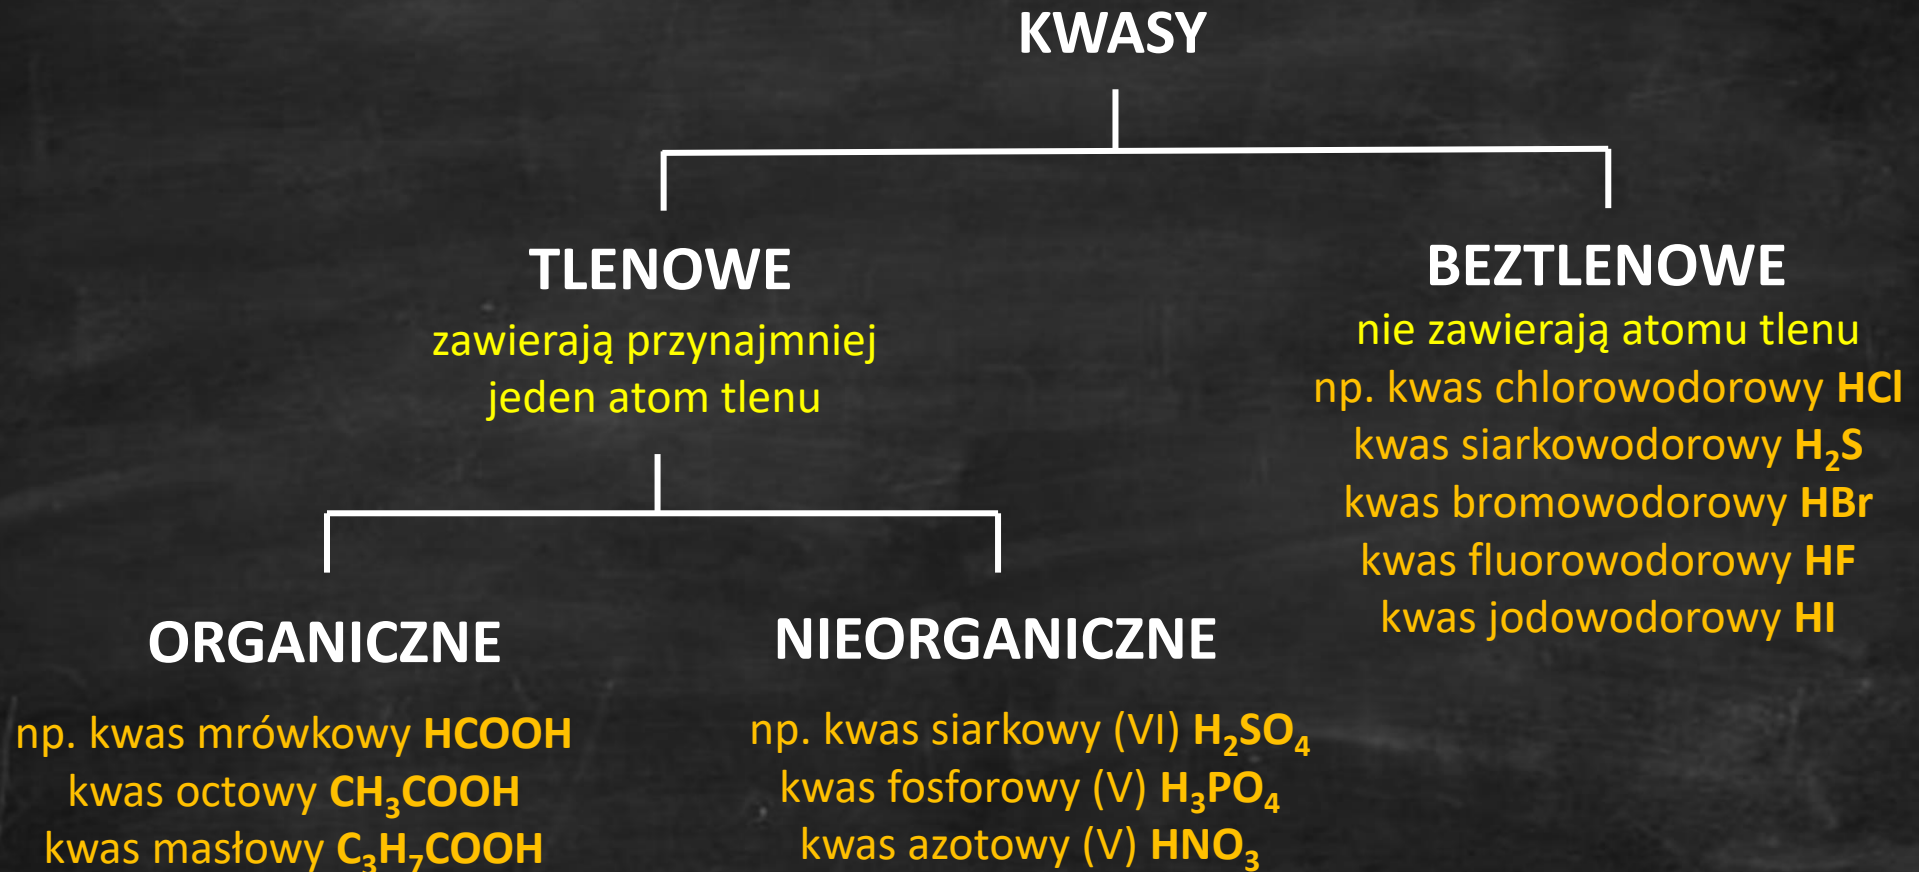 KWASY
TLENOWE
zawierają przynajmniej
jeden atom tlenu
BEZTLENOWE
nie zawierają atomu tlenu
np. kwas chlorowodorowy HCl
kwas siarkowodorowy H₂S
kwas bromowodorowy HBr
kwas fluorowodorowy HF
kwas jodowodorowy HI
ORGANICZNE
np. kwas mrówkowy HCOOH
kwas octowy CH₃COOH
kwas masłowy C₃H₇COOH
NIEORGANICZNE
np. kwas siarkowy (VI) H₂SO₄
kwas fosforowy (V) H₃PO₄
kwas azotowy (V) HNO₃